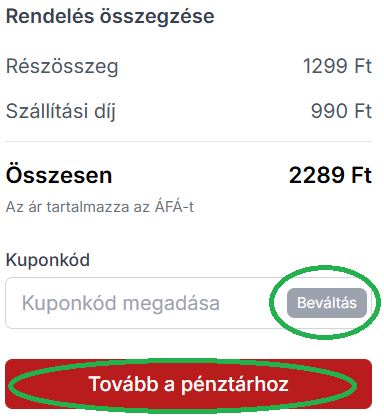 Rendelés összegzése
Részösszeg 1299 Ft
Szállítási díj 990 Ft
Összesen 2289 Ft
Az ár tartalmazza az ÁFÁ-t
Kuponkód
Kuponkód megadása Beváltás
Tovább a pénztárhoz